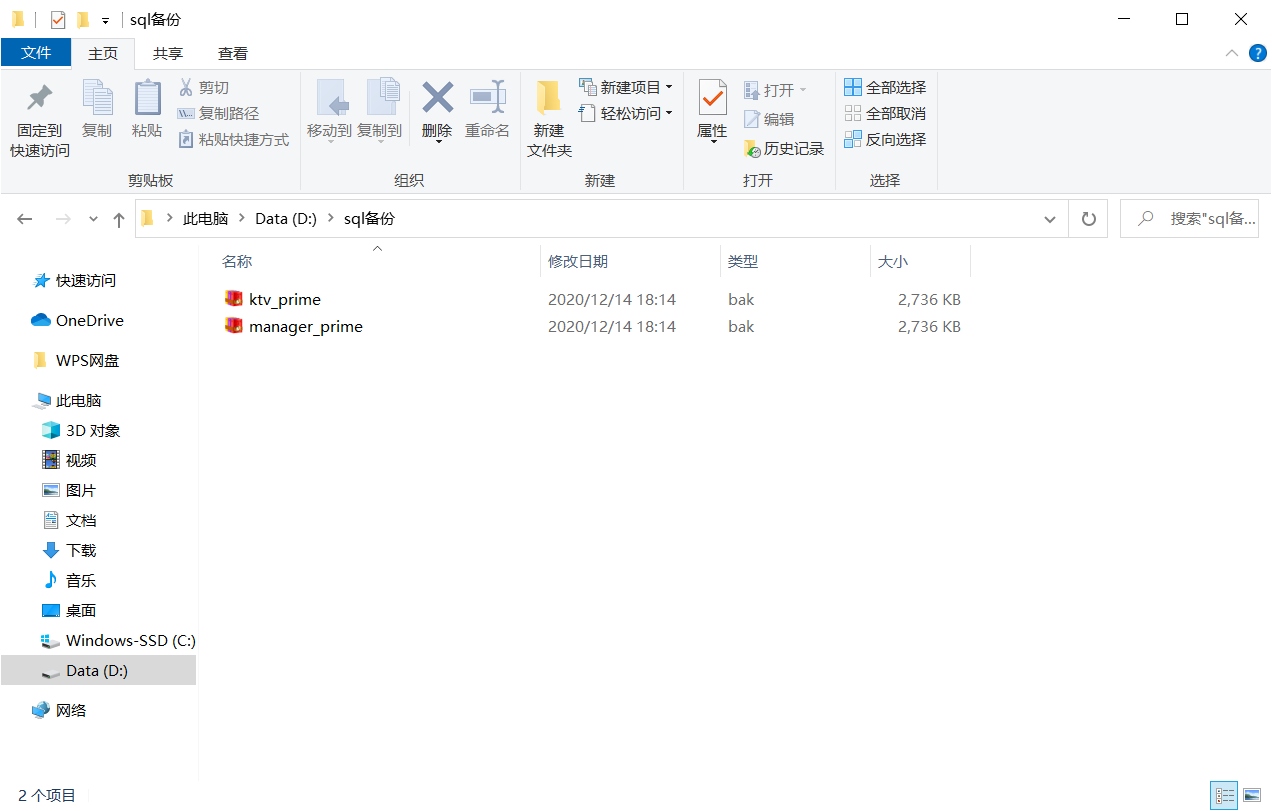 sql备份
文件 主页 共享 查看
固定到 快速访问
复制
粘贴
剪切
复制路径
粘贴快捷方式
剪贴板
移动到
复制到
删除
重命名
组织
新建 文件夹
新建项目
轻松访问
新建
属性
打开
编辑
历史记录
打开
全部选择
全部取消
反向选择
选择
此电脑 Data (D:) sql备份
搜索"sql备...
名称 修改日期 类型 大小
ktv_prime 2020/12/14 18:14 bak 2,736 KB
manager_prime 2020/12/14 18:14 bak 2,736 KB
快速访问
OneDrive
WPS网盘
此电脑
3D 对象
视频
图片
文档
下载
音乐
桌面
Windows-SSD (C:)
Data (D:)
网络
2 个项目